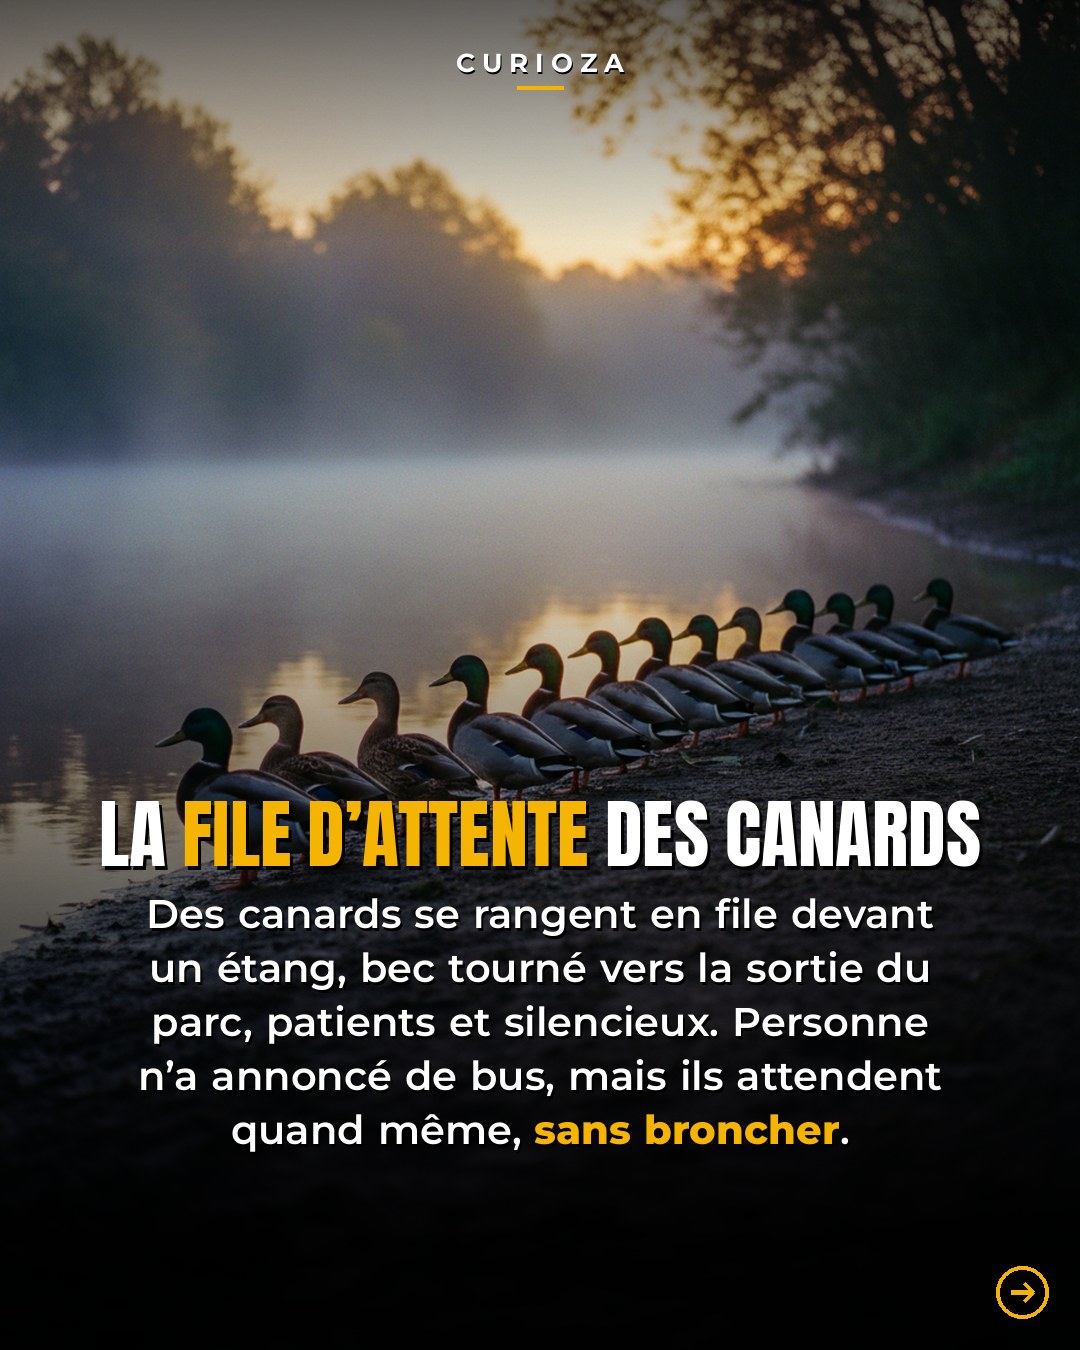 CURIOZA
LA FILE D’ATTENTE DES CANARDS
Des canards se rangent en file devant
un étang, bec tourné vers la sortie du
parc, patients et silencieux. Personne
n’a annoncé de bus, mais ils attendent
quand même, sans broncher.